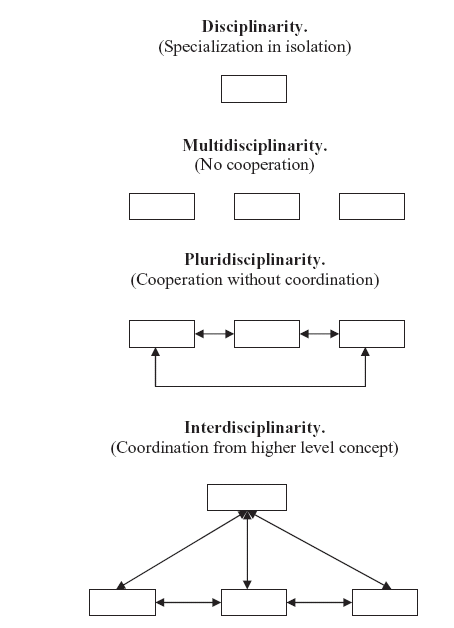 Disciplinarity.
(Specialization in isolation)
Multidisciplinarity.
(No cooperation)
Pluridisciplinarity.
(Cooperation without coordination)
Interdisciplinarity.
(Coordination from higher level concept)